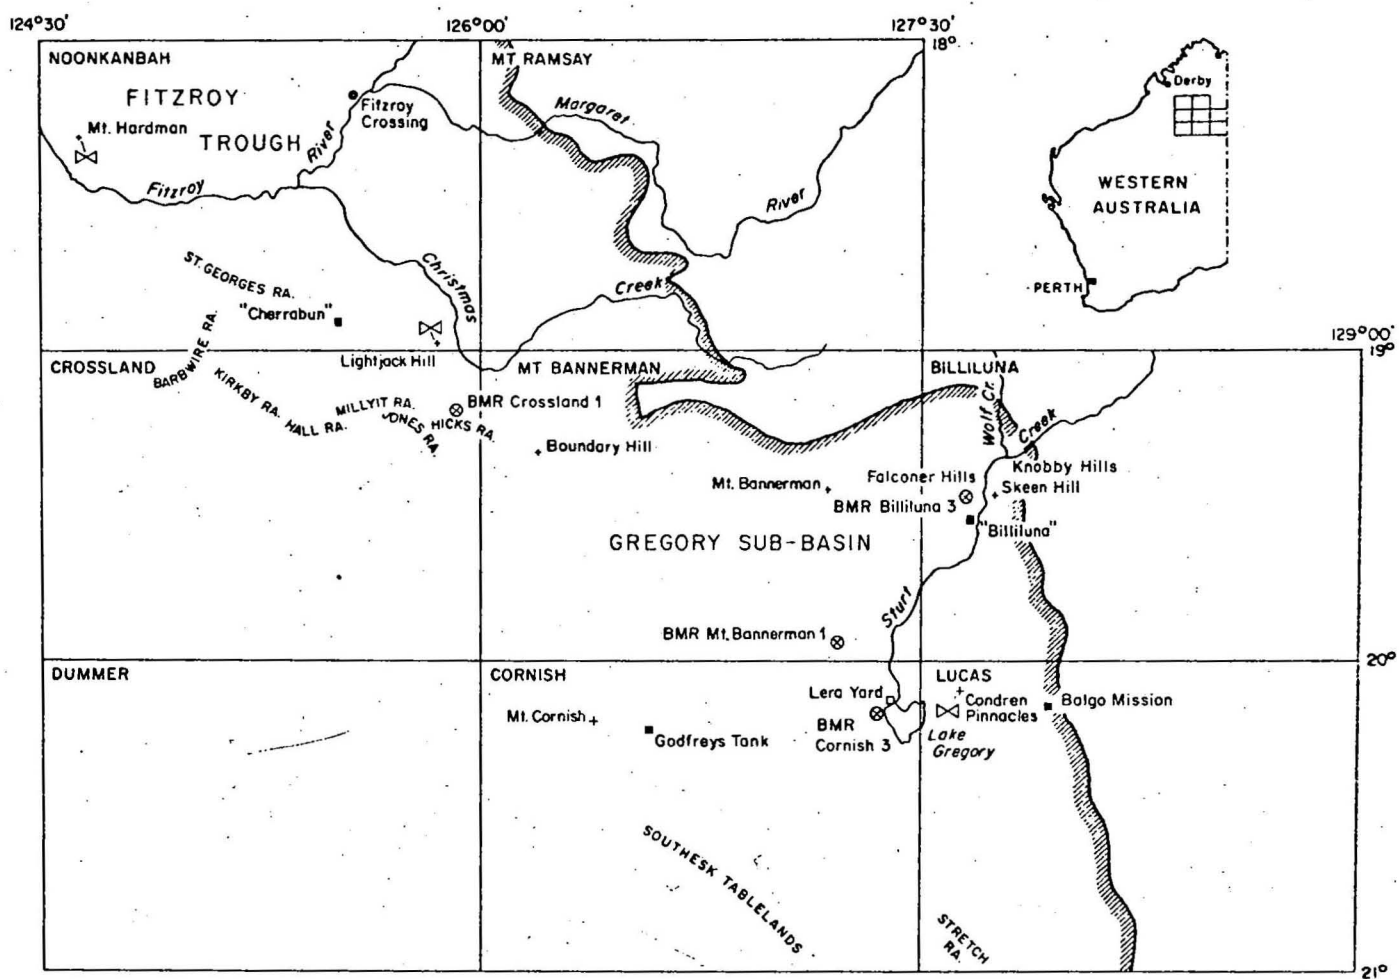 124°30'
126°00'
127°30'
18°
NOONKANBAH
MT RAMSAY
FITZROY
TROUGH
Mt. Hardman
Fitzroy
Crossing
River
Fitzroy
Margaret
River
Derby
WESTERN
AUSTRALIA
PERTH
ST. GEORGES RA.
"Cherrabun"
Christmas
Creek
BARBWIRE RA.
Lightjack Hill
129°00'
19°
CROSSLAND
MT BANNERMAN
BILLILUNA
KIRKBY RA.
HALL RA.
MILLYIT RA.
JONES RA.
HICKS RA.
BMR Crossland 1
Boundary Hill
Wolf Cr.
Creek
Knobby Hills
Skeen Hill
Mt. Bannerman
Falconer Hills
BMR Billiluna 3
"Billiluna"
GREGORY SUB-BASIN
Sturt
BMR Mt. Bannerman 1
20°
DUMMER
CORNISH
LUCAS
Lera Yard
Condren
Pinnacles
Balgo Mission
Mt. Cornish
Godfreys Tank
BMR
Cornish 3
Lake
Gregory
SOUTHESK TABLELANDS
STRETCH
RA.
21°